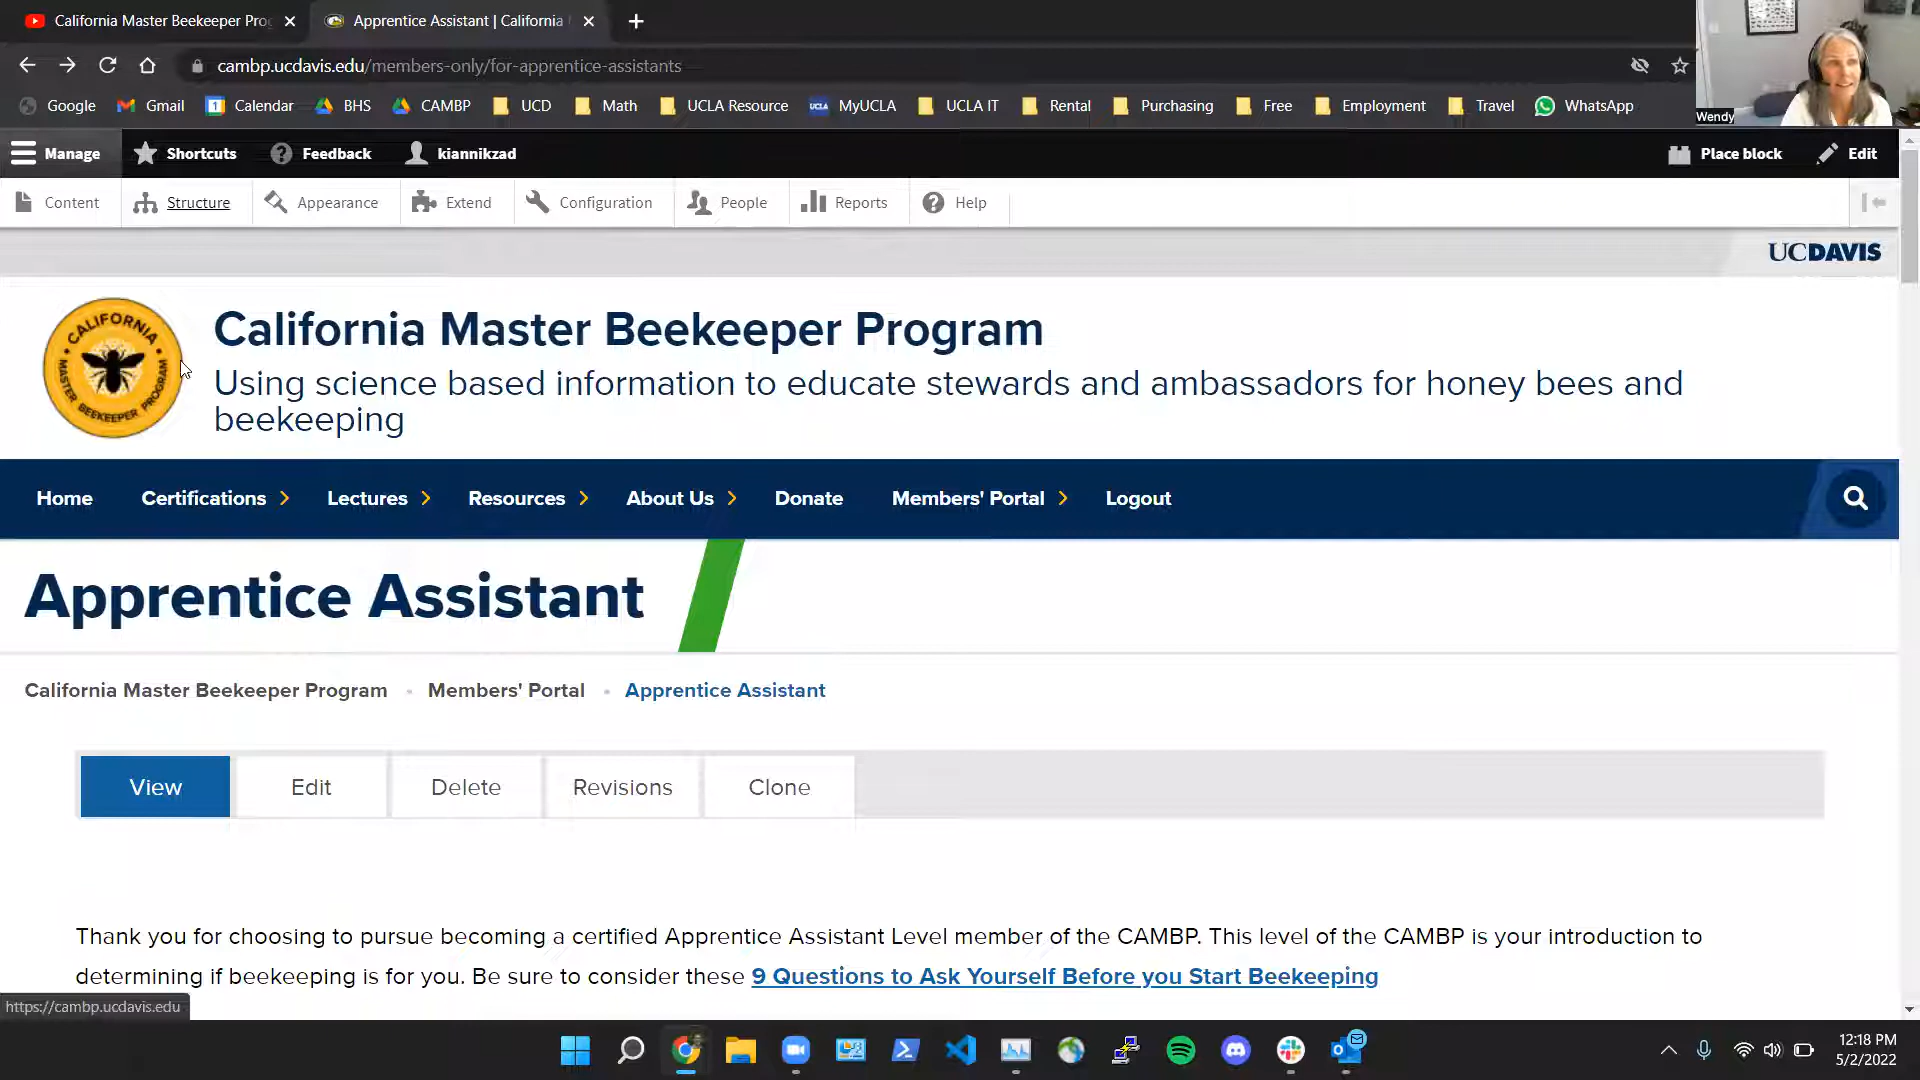 California Master Beekeeper Pro
Apprentice Assistant | California
cambp.ucdavis.edu/members-only/for-apprentice-assistants
Google Gmail Calendar BHS CAMBP UCD Math UCLA Resource UCLA MyUCLA UCLA IT Rental Purchasing Free Employment Travel WhatsApp
Wendy
Manage Shortcuts Feedback kiannikzad Place block Edit
Content Structure Appearance Extend Configuration People Reports Help
UCDAVIS
CALIFORNIA
MASTER BEEKEEPER PROGRAM
California Master Beekeeper Program
Using science based information to educate stewards and ambassadors for honey bees and
beekeeping
Home Certifications Lectures Resources About Us Donate Members' Portal Logout
Apprentice Assistant
California Master Beekeeper Program Members' Portal Apprentice Assistant
View Edit Delete Revisions Clone
Thank you for choosing to pursue becoming a certified Apprentice Assistant Level member of the CAMBP. This level of the CAMBP is your introduction to
determining if beekeeping is for you. Be sure to consider these 9 Questions to Ask Yourself Before you Start Beekeeping
https://cambp.ucdavis.edu
12:18 PM
5/2/2022